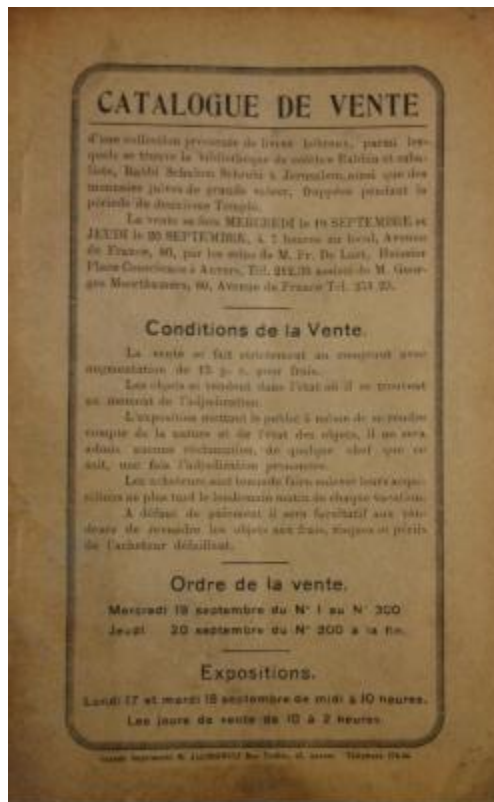 CATALOGUE DE VENTE
d'une collection provenant de livres hébreux, parmi les-
quels se trouve la bibliothèque du célèbre Rabbin et caba-
liste, Rabbi à Jerusalem, ainsi que des
monnaies juives de grande valeur, frappées pendant la
période du deuxième Temple.
La vente se fera MERCREDI le 19 SEPTEMBRE et
JEUDI le 20 SEPTEMBRE, à 7 heures au local, Avenue
de France, 60, par les soins de M. Fr. De Laet, Huissier
Place Conscience à Anvers, Tél. assisté de M. Geor-
ges 60, Avenue de France Tél.
Conditions de la Vente.
La vente se fait strictement au comptant avec
augmentation de 15 p. c. pour frais.
Les objets se vendent dans l'état où il se trouvent
au moment de l'adjudication.
L'exposition mettant le public à même de se rendre
compte de la nature et de l'état des objets, il ne sera
admis aucune réclamation, de quelque chef que ce
soit, une fois l'adjudication prononcée.
Les acheteurs sont tenus de faire enlever leurs acqui-
sitions au plus tard le lendemain matin de chaque vacation.
A défaut de paiement il sera facultatif aux ven-
deurs de revendre les objets aux frais, risques et périls
de l'acheteur défaillant.
Ordre de la vente.
Mercredi 19 septembre du N° 1 au N° 300
Jeudi 20 septembre du N° 300 à la fin.
Expositions.
Lundi 17 et mardi 18 septembre de midi à 10 heures.
Les jours de vente de 10 à 2 heures.